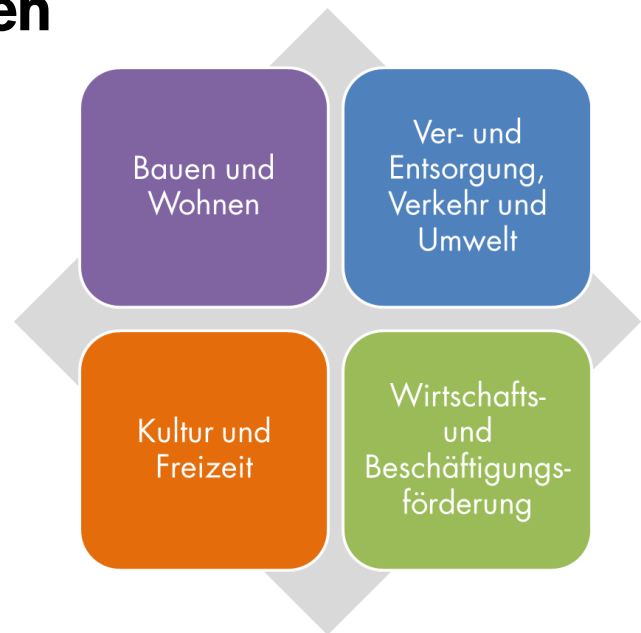 en
Bauen und
Wohnen
Ver- und
Entsorgung,
Verkehr und
Umwelt
Kultur und
Freizeit
Wirtschafts-
und
Beschäftigungs-
förderung